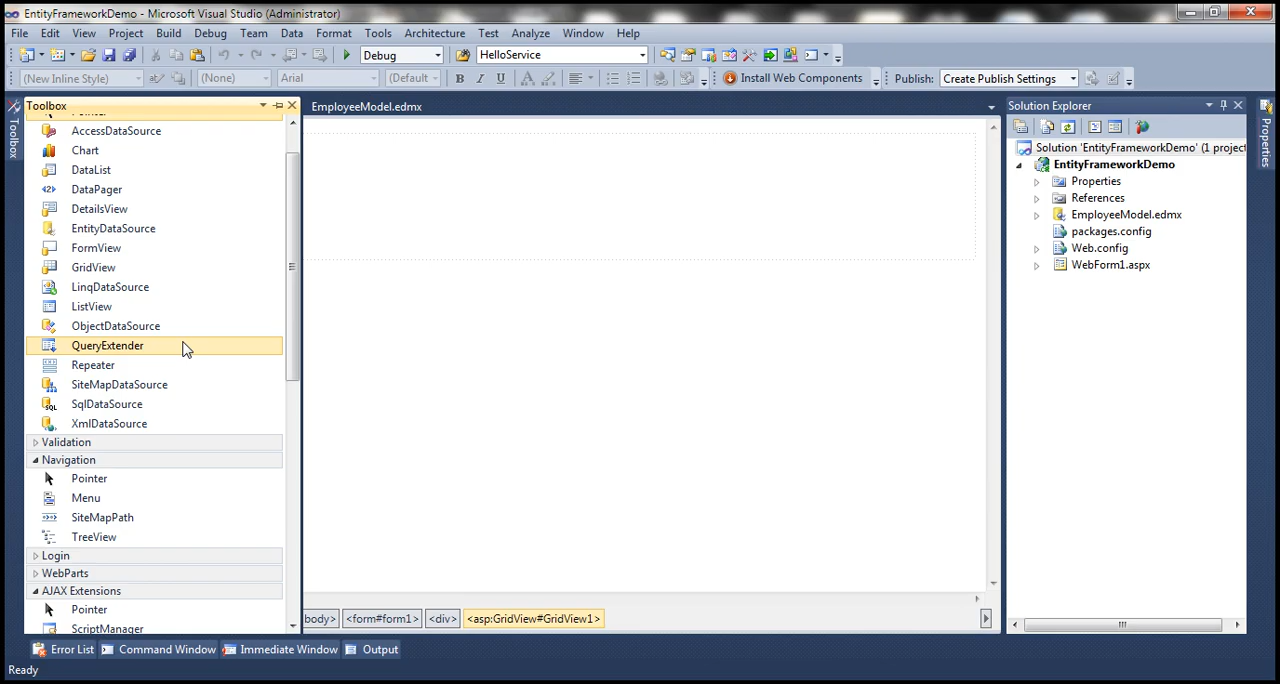 EntityFrameworkDemo - Microsoft Visual Studio (Administrator)
File Edit View Project Build Debug Team Data Format Tools Architecture Test Analyze Window Help
Debug HelloService
(New Inline Style) (None) Arial (Default B I U A Install Web Components Publish: Create Publish Settings
Toolbox
Toolbox
AccessDataSource
Chart
DataList
DataPager
DetailsView
EntityDataSource
FormView
GridView
LinqDataSource
ListView
ObjectDataSource
QueryExtender
Repeater
SiteMapDataSource
SqlDataSource
XmlDataSource
Validation
Navigation
Pointer
Menu
SiteMapPath
TreeView
Login
WebParts
AJAX Extensions
Pointer
ScriptManager
EmployeeModel.edmx
body> <form#form1> <div> <asp:GridView#GridView1>
Solution Explorer
Solution 'EntityFrameworkDemo' (1 project
EntityFrameworkDemo
Properties
References
EmployeeModel.edmx
packages.config
Web.config
WebForm1.aspx
Properties
Error List Command Window Immediate Window Output
Ready